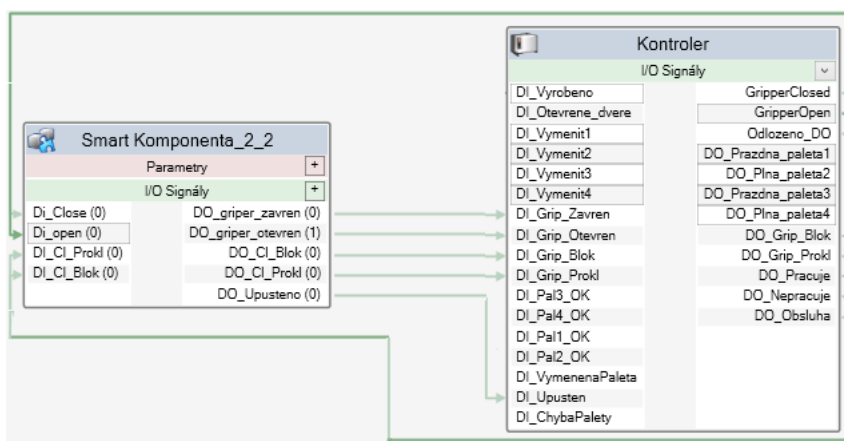 Kontroler
I/O Signály
DI_Vyrobeno GripperClosed
DI_Otevrene_dvere GripperOpen
DI_Vymenit1 Odlozeno_DO
DI_Vymenit2 DO_Prazdna_paleta1
DI_Vymenit3 DO_Plna_paleta2
DI_Vymenit4 DO_Prazdna_paleta3
DI_Grip_Zavren DO_Plna_paleta4
DI_Grip_Otevren DO_Grip_Blok
DI_Grip_Blok DO_Grip_Prokl
DI_Grip_Prokl DO_Pracuje
DI_Pal3_OK DO_Nepracuje
DI_Pal4_OK DO_Obsluha
DI_Pal1_OK
DI_Pal2_OK
DI_VymenenaPaleta
DI_Upusten
DI_ChybaPalety
Smart Komponenta_2_2
Parametry +
I/O Signály +
Di_Close (0) DO_griper_zavren (0)
Di_open (0) DO_griper_otevren (1)
DI_Cl_Prokl (0) DO_Cl_Blok (0)
DI_Cl_Blok (0) DO_Cl_Prokl (0)
DO_Upusteno (0)